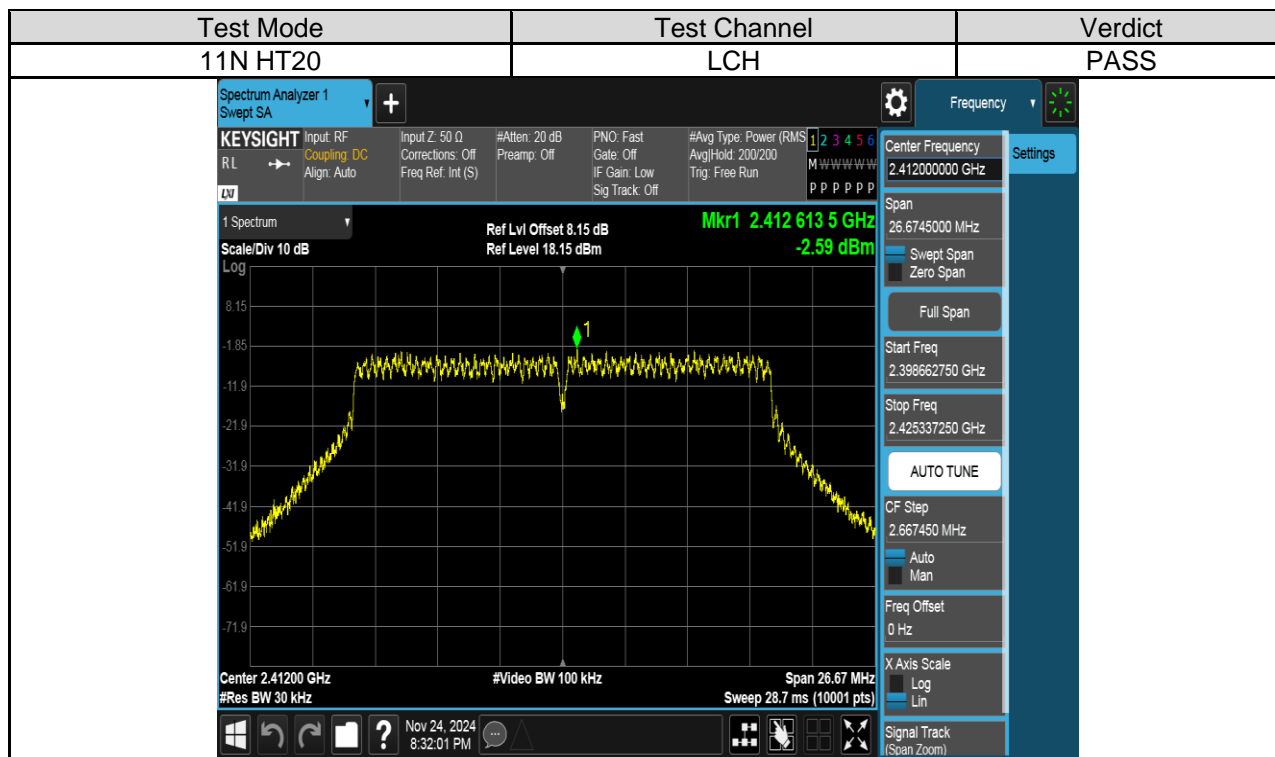 Test Mode Test Channel Verdict
11N HT20 LCH PASS
Spectrum Analyzer 1
Swept SA
+
Frequency
KEYSIGHT
RL
LXI
Input: RF
Coupling: DC
Align: Auto
Input Z: 50 Ω
Corrections: Off
Freq Ref: Int (S)
#Atten: 20 dB
Preamp: Off
PNO: Fast
Gate: Off
IF Gain: Low
Sig Track: Off
#Avg Type: Power (RMS
Avg|Hold: 200/200
Trig: Free Run
1 2 3 4 5 6
M W W W W W
P P P P P P
1 Spectrum
Scale/Div 10 dB
Ref Lvl Offset 8.15 dB
Ref Level 18.15 dBm
Mkr1 2.412 613 5 GHz
-2.59 dBm
Log
8.15
-1.85
-11.9
-21.9
-31.9
-41.9
-51.9
-61.9
-71.9
1
Center 2.41200 GHz
#Res BW 30 kHz
#Video BW 100 kHz
Span 26.67 MHz
Sweep 28.7 ms (10001 pts)
Center Frequency
2.412000000 GHz
Settings
Span
26.6745000 MHz
Swept Span
Zero Span
Full Span
Start Freq
2.398662750 GHz
Stop Freq
2.425337250 GHz
AUTO TUNE
CF Step
2.667450 MHz
Auto
Man
Freq Offset
0 Hz
X Axis Scale
Log
Lin
Signal Track
(Span Zoom)
?
Nov 24, 2024
8:32:01 PM